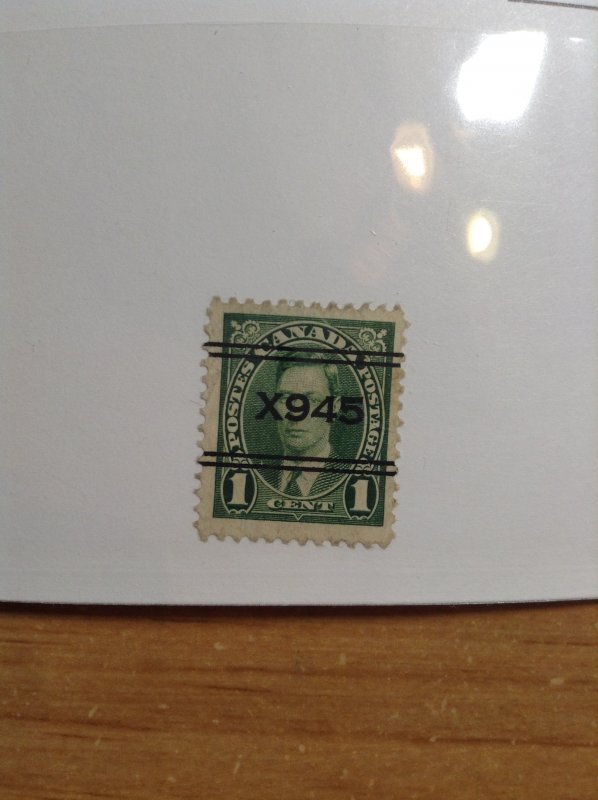 CANADA
POSTES POSTAGE
X945
1 1
CENT